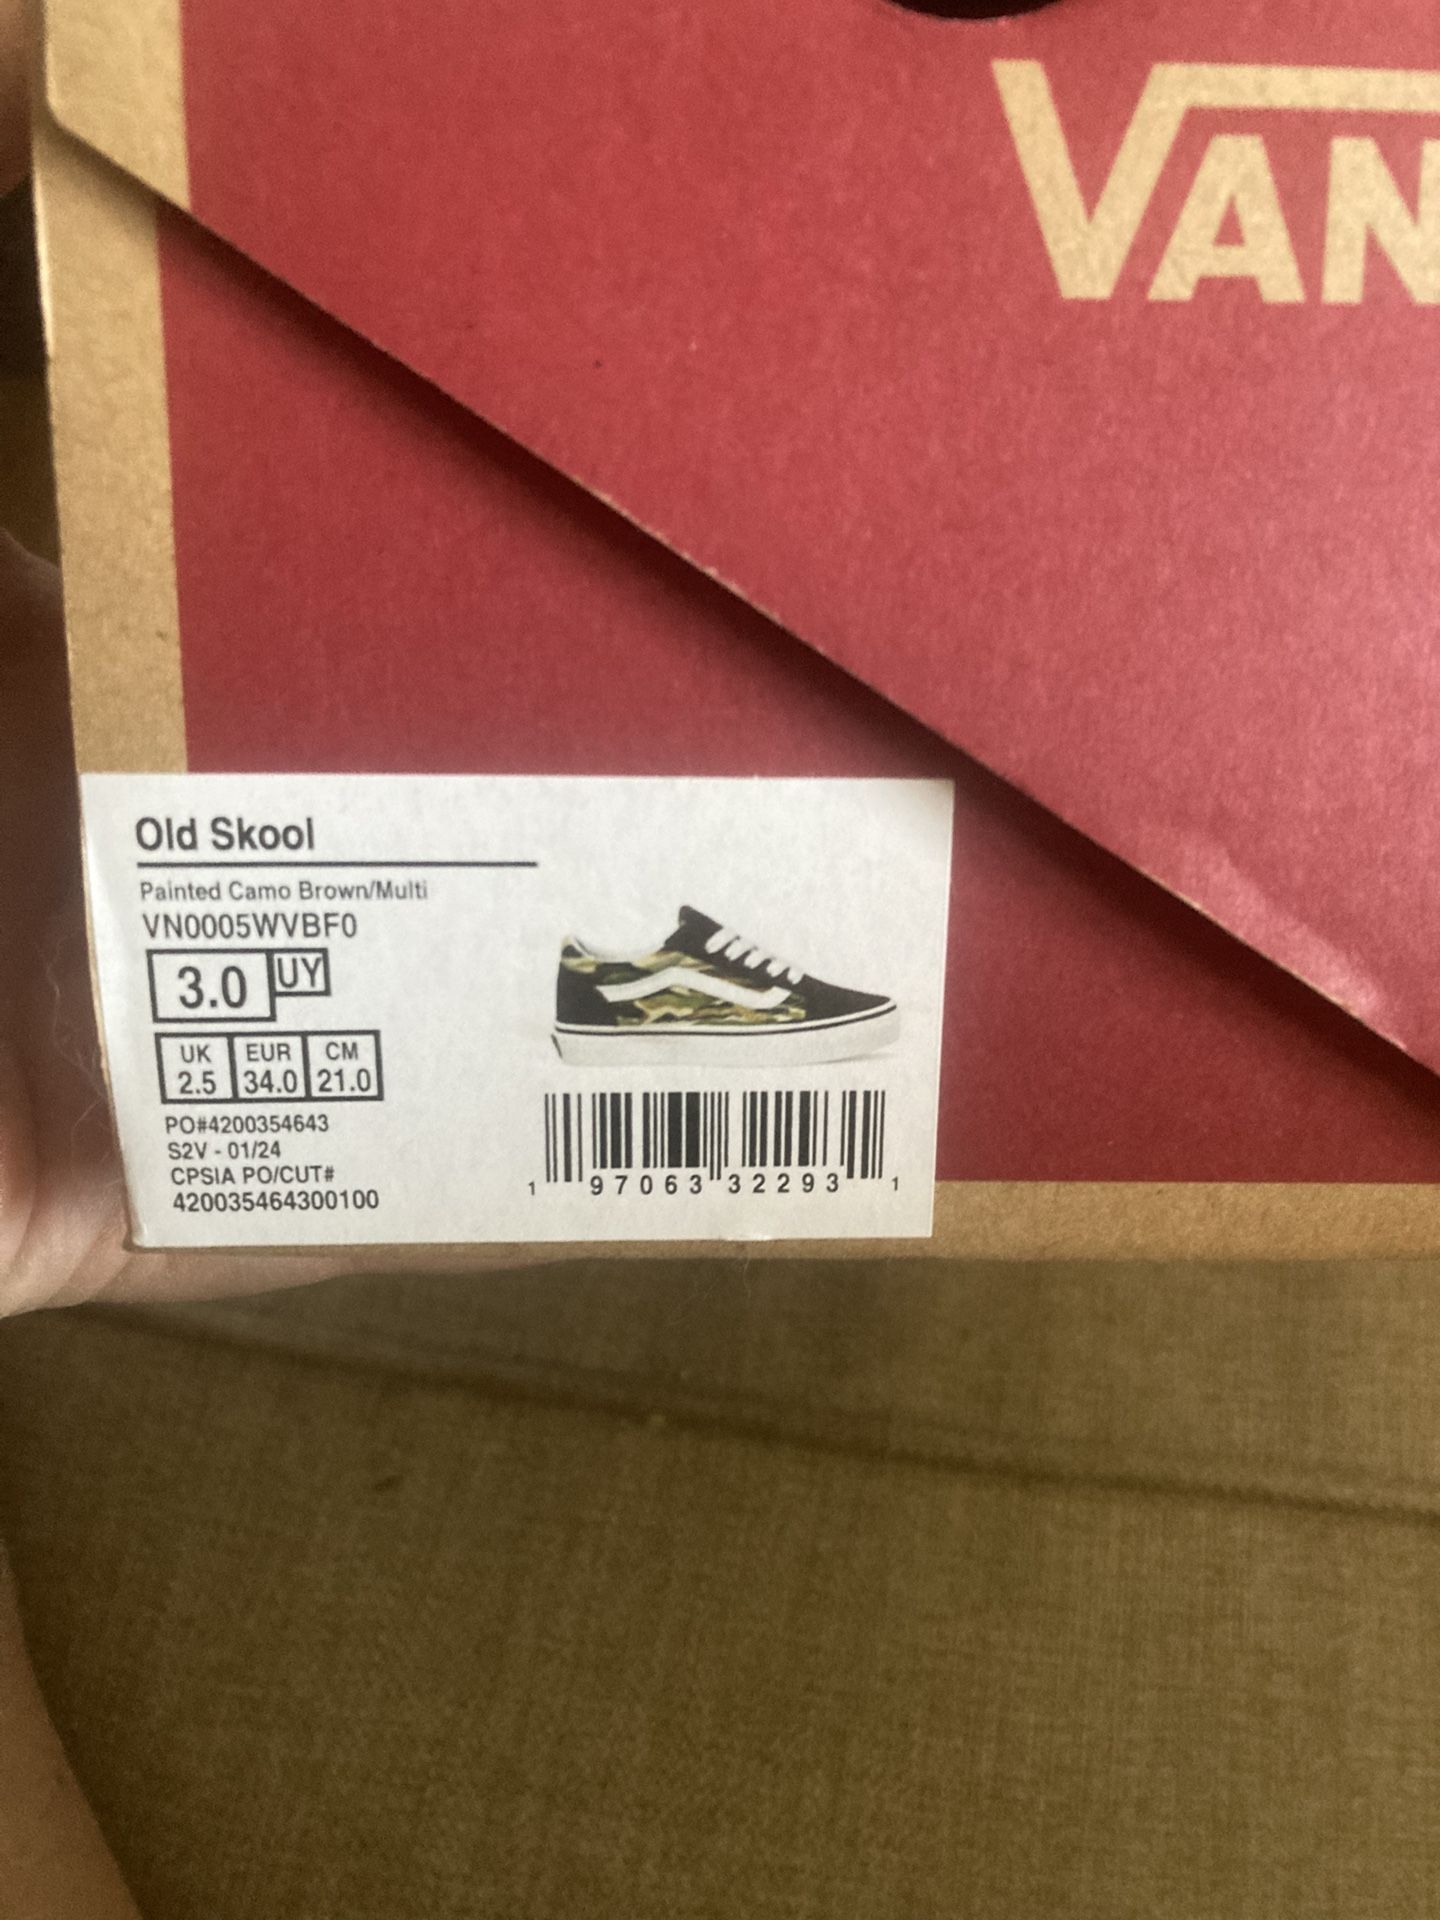 VAN
Old Skool
Painted Camo Brown/Multi
VN0005WVBF0
3.0 UY
UK EUR CM
2.5 34.0 21.0
PO#4200354643
S2V - 01/24
CPSIA PO/CUT#
420035464300100
1 97063 32293 1